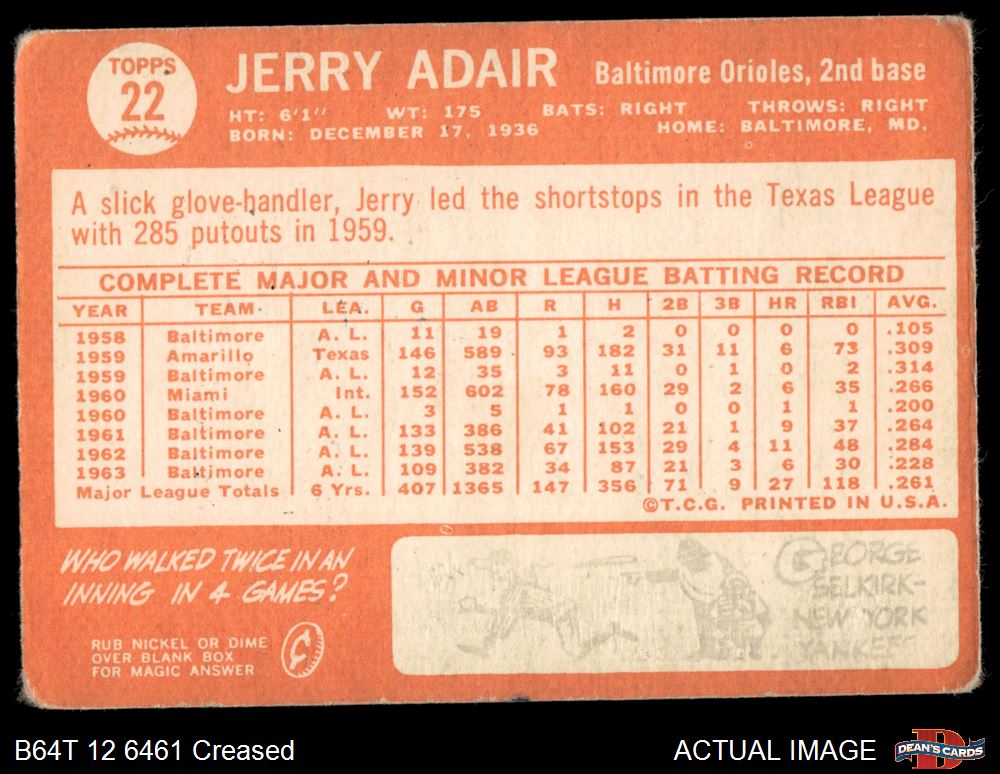 TOPPS
22
JERRY ADAIR
Baltimore Orioles, 2nd base
HT: 6'1" WT: 175 BATS: RIGHT THROWS: RIGHT
BORN: DECEMBER 17, 1936 HOME: BALTIMORE, MD.
A slick glove-handler, Jerry led the shortstops in the Texas League
with 285 putouts in 1959.
COMPLETE MAJOR AND MINOR LEAGUE BATTING RECORD
YEAR TEAM LEA. G AB R H 2B 3B HR RBI AVG.
1958 Baltimore A. L. 11 19 1 2 0 0 0 0 .105
1959 Amarillo Texas 146 589 93 182 31 11 6 73 .309
1959 Baltimore A. L. 12 35 3 11 0 1 0 2 .314
1960 Miami Int. 152 602 78 160 29 2 6 35 .266
1960 Baltimore A. L. 3 5 1 1 0 0 1 1 .200
1961 Baltimore A. L. 133 386 41 102 21 1 9 37 .264
1962 Baltimore A. L. 139 538 67 153 29 4 11 48 .284
1963 Baltimore A. L. 109 382 34 87 21 3 6 30 .228
Major League Totals 6 Yrs. 407 1365 147 356 71 9 27 118 .261
©T.C.G. PRINTED IN U.S.A.
WHO WALKED TWICE IN AN
INNING IN 4 GAMES?
RUB NICKEL OR DIME
OVER BLANK BOX
FOR MAGIC ANSWER
GEORGE
SELKIRK-
NEW YORK
YANKEE
B64T 12 6461 Creased
ACTUAL IMAGE
DEAN'S CARDS